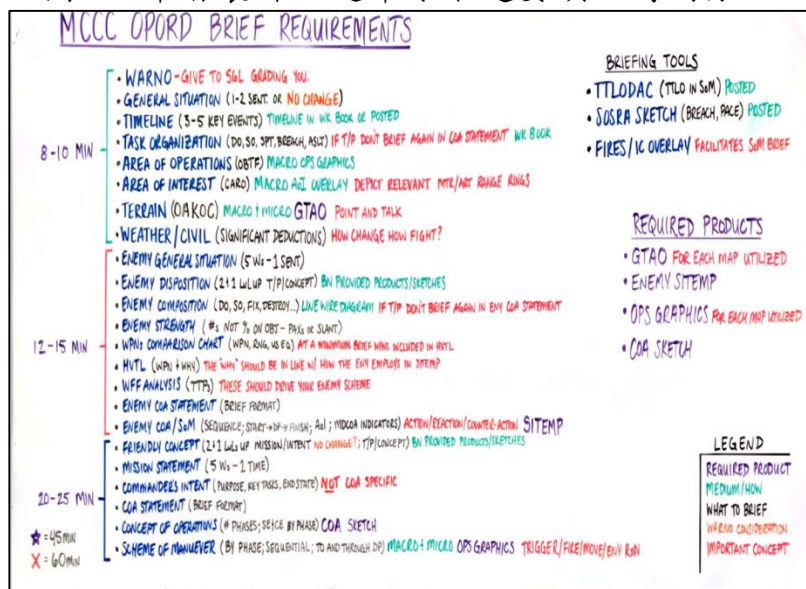 MCCC OPORD BRIEF REQUIREMENTS
8-10 MIN
• WARNO - GIVE TO SGL GRADING YOU.
• GENERAL SITUATION (1-2 SENT. OR NO CHANGE)
• TIMELINE (3-5 KEY EVENTS) TIMELINE IN WK BOOK OR POSTED
• TASK ORGANIZATION (DO, SO, SPT, BREACH, ASLT) IF T/P DON'T BRIEF AGAIN IN COA STATEMENT WK BOOK
• AREA OF OPERATIONS (OBTF) MACRO OPS GRAPHICS
• AREA OF INTEREST (CARO) MACRO AoI OVERLAY DEPICT RELEVANT MTR/ART RANGE RINGS
• TERRAIN (OAKOC) MACRO + MICRO GTAO POINT AND TALK
• WEATHER/CIVIL (SIGNIFICANT DEDUCTIONS) HOW CHANGE HOW FIGHT?
12-15 MIN
• ENEMY GENERAL SITUATION (5 Ws - 1 SENT)
• ENEMY DISPOSITION (2+1 LVL UP T/P/CONCEPT) BN PROVIDED PRODUCTS/SKETCHES
• ENEMY COMPOSITION (DO, SO, FIX, DESTROY...) LINE WIRE DIAGRAM IF T/P DON'T BRIEF AGAIN IN ENY COA STATEMENT
• ENEMY STRENGTH (#s NOT % ON OBJ - PAXs OR SLANT)
• WPNs COMPARISON CHART (WPN, RNG, US EQ) AT A MINIMUM BRIEF WPNS INCLUDED IN HVTL
• HVTL (WPN + WHY) THE "WHY" SHOULD BE IN LINE W/ HOW THE ENY EMPLOYS IN SITEMP
• WFF ANALYSIS (TTPs) THESE SHOULD DRIVE YOUR ENEMY SCHEME
• ENEMY COA STATEMENT (BRIEF FORMAT)
• ENEMY COA/SoM (SEQUENCE; START→DP→FINISH; AoI; MDCOA INDICATORS) ACTION/REACTION/COUNTER-ACTION SITEMP
20-25 MIN
• FRIENDLY CONCEPT (2+1 LVLs UP MISSION/INTENT NO CHANGE?; T/P/CONCEPT) BN PROVIDED PRODUCTS/SKETCHES
• MISSION STATEMENT (5 Ws - 1 TIME)
• COMMANDER'S INTENT (PURPOSE, KEY TASKS, END STATE) NOT COA SPECIFIC
• COA STATEMENT (BRIEF FORMAT)
• CONCEPT OF OPERATIONS (# PHASES; SE/CE BY PHASE) COA SKETCH
• SCHEME OF MANUEVER (BY PHASE; SEQUENTIAL; TO AND THROUGH DP) MACRO + MICRO OPS GRAPHICS TRIGGER/FIRE/MOVE/ENY RXN
★ = 45 MIN
X = 60 MIN
BRIEFING TOOLS
• TTLODAC (TTLO IN SoM) POSTED
• SOSRA SKETCH (BREACH, PACE) POSTED
• FIRES/IC OVERLAY FACILITATES SoM BRIEF
REQUIRED PRODUCTS
• GTAO FOR EACH MAP UTILIZED
• ENEMY SITEMP
• OPS GRAPHICS FOR EACH MAP UTILIZED
• COA SKETCH
LEGEND
REQUIRED PRODUCT
MEDIUM/HOW
WHAT TO BRIEF
WARNO CONSIDERATION
IMPORTANT CONCEPT